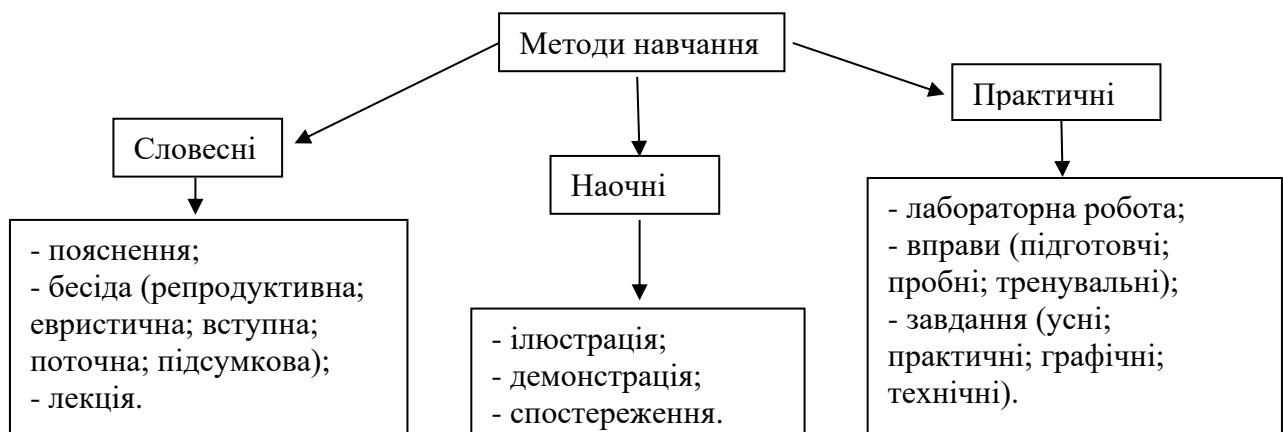 Методи навчання
Словесні
Наочні
Практичні
- пояснення;
- бесіда (репродуктивна;
евристична; вступна;
поточна; підсумкова);
- лекція.
- ілюстрація;
- демонстрація;
- спостереження.
- лабораторна робота;
- вправи (підготовчі;
пробні; тренувальні);
- завдання (усні;
практичні; графічні;
технічні).